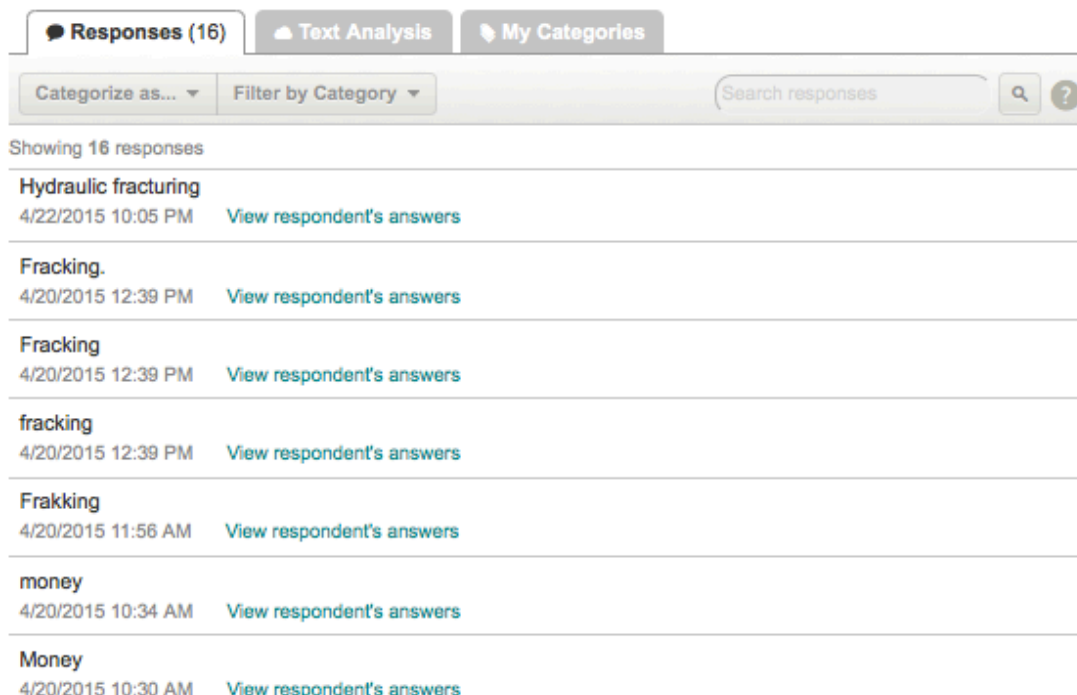 Responses (16) Text Analysis My Categories
Categorize as... Filter by Category Search responses ?
Showing 16 responses
Hydraulic fracturing
4/22/2015 10:05 PM View respondent's answers
Fracking.
4/20/2015 12:39 PM View respondent's answers
Fracking
4/20/2015 12:39 PM View respondent's answers
fracking
4/20/2015 12:39 PM View respondent's answers
Frakking
4/20/2015 11:56 AM View respondent's answers
money
4/20/2015 10:34 AM View respondent's answers
Money
4/20/2015 10:30 AM View respondent's answers